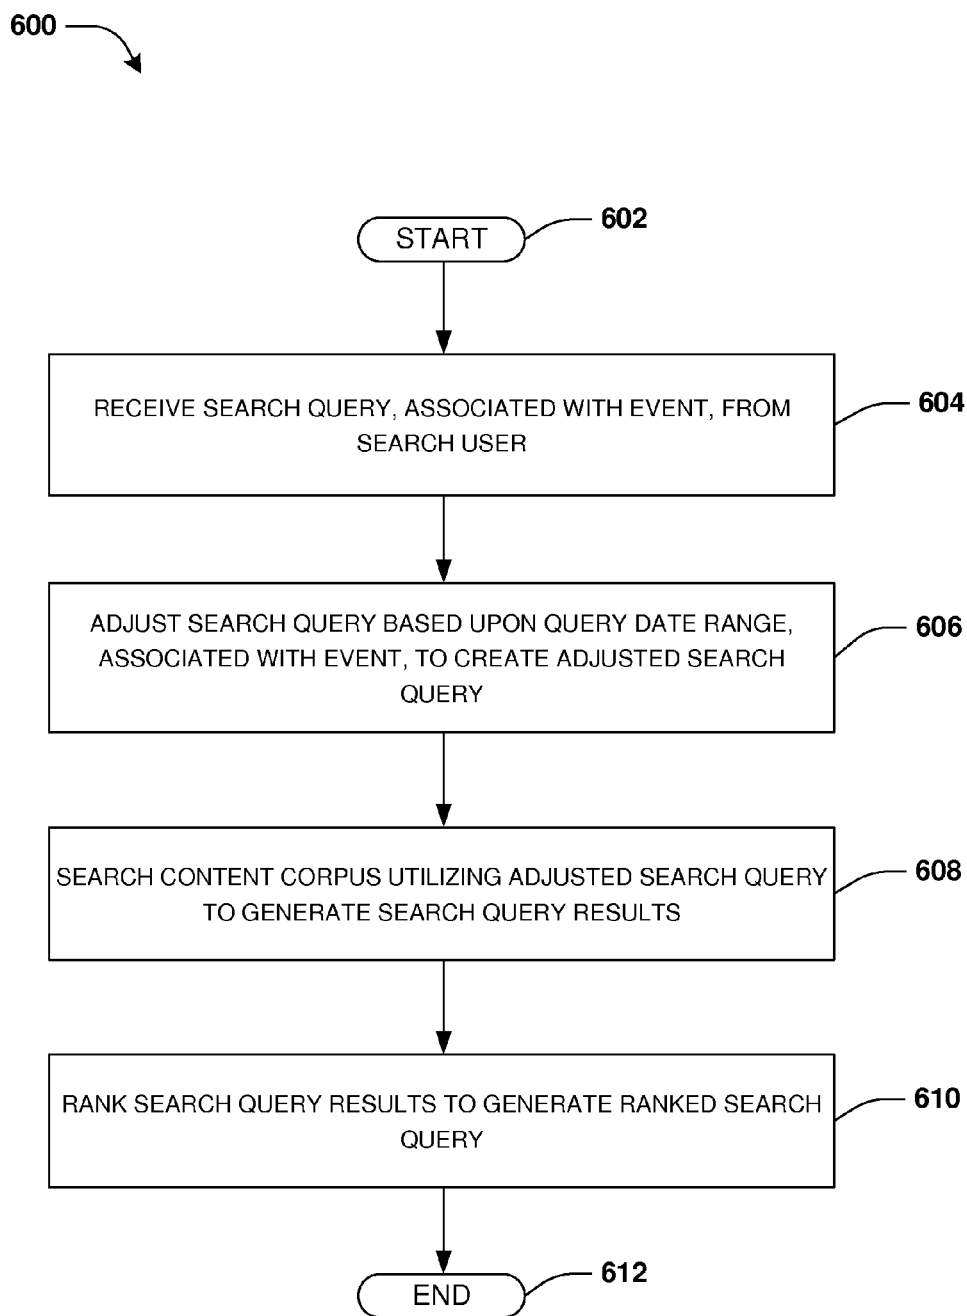 600
START
602
RECEIVE SEARCH QUERY, ASSOCIATED WITH EVENT, FROM
SEARCH USER
604
ADJUST SEARCH QUERY BASED UPON QUERY DATE RANGE,
ASSOCIATED WITH EVENT, TO CREATE ADJUSTED SEARCH
QUERY
606
SEARCH CONTENT CORPUS UTILIZING ADJUSTED SEARCH QUERY
TO GENERATE SEARCH QUERY RESULTS
608
RANK SEARCH QUERY RESULTS TO GENERATE RANKED SEARCH
QUERY
610
END
612